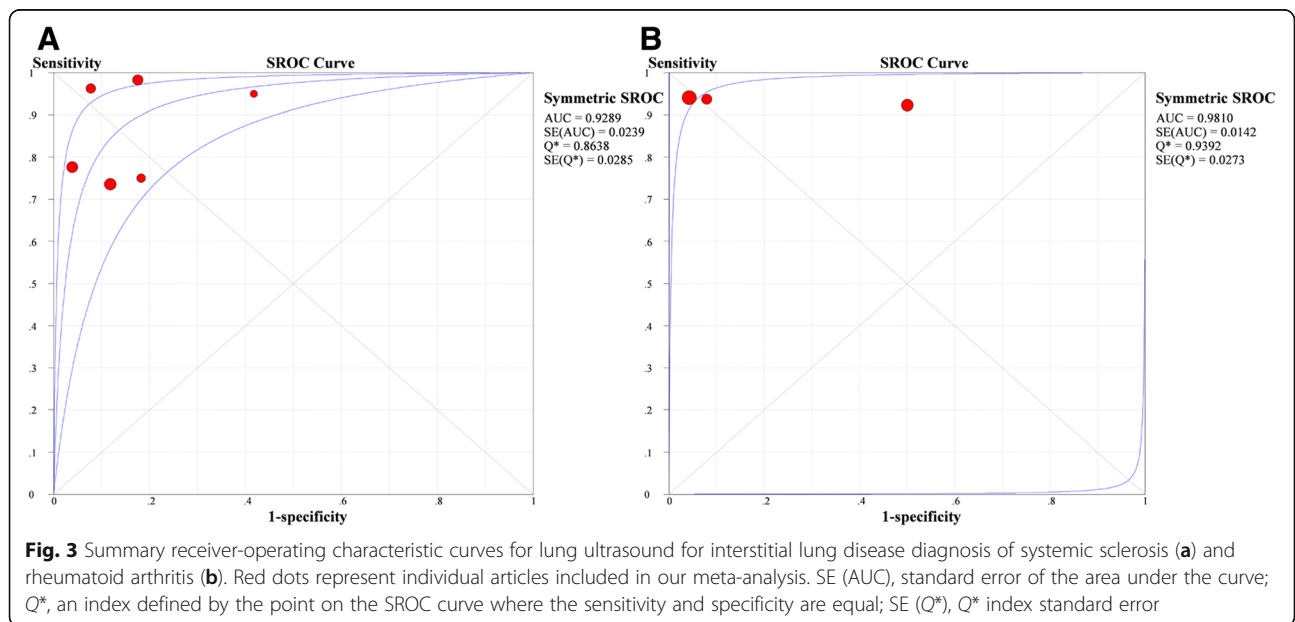 A
Sensitivity
SROC Curve
1
.9
.8
.7
.6
.5
.4
.3
.2
.1
0
0 .2 .4 .6 .8 1
1-specificity
Symmetric SROC
AUC = 0.9289
SE(AUC) = 0.0239
Q* = 0.8638
SE(Q*) = 0.0285
B
Sensitivity
SROC Curve
1
.9
.8
.7
.6
.5
.4
.3
.2
.1
0
0 .2 .4 .6 .8 1
1-specificity
Symmetric SROC
AUC = 0.9810
SE(AUC) = 0.0142
Q* = 0.9392
SE(Q*) = 0.0273
Fig. 3 Summary receiver-operating characteristic curves for lung ultrasound for interstitial lung disease diagnosis of systemic sclerosis (a) and
rheumatoid arthritis (b). Red dots represent individual articles included in our meta-analysis. SE (AUC), standard error of the area under the curve;
Q*, an index defined by the point on the SROC curve where the sensitivity and specificity are equal; SE (Q*), Q* index standard error